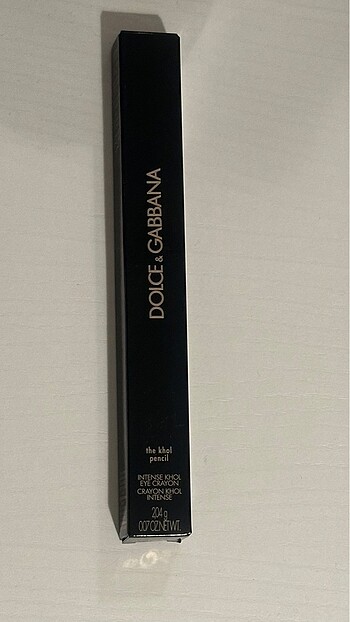 DOLCE & GABBANA
the khol
pencil
INTENSE KHOL
EYE CRAYON
CRAYON KHOL
INTENSE
2.04 g
0.07 OZ.NET WT.